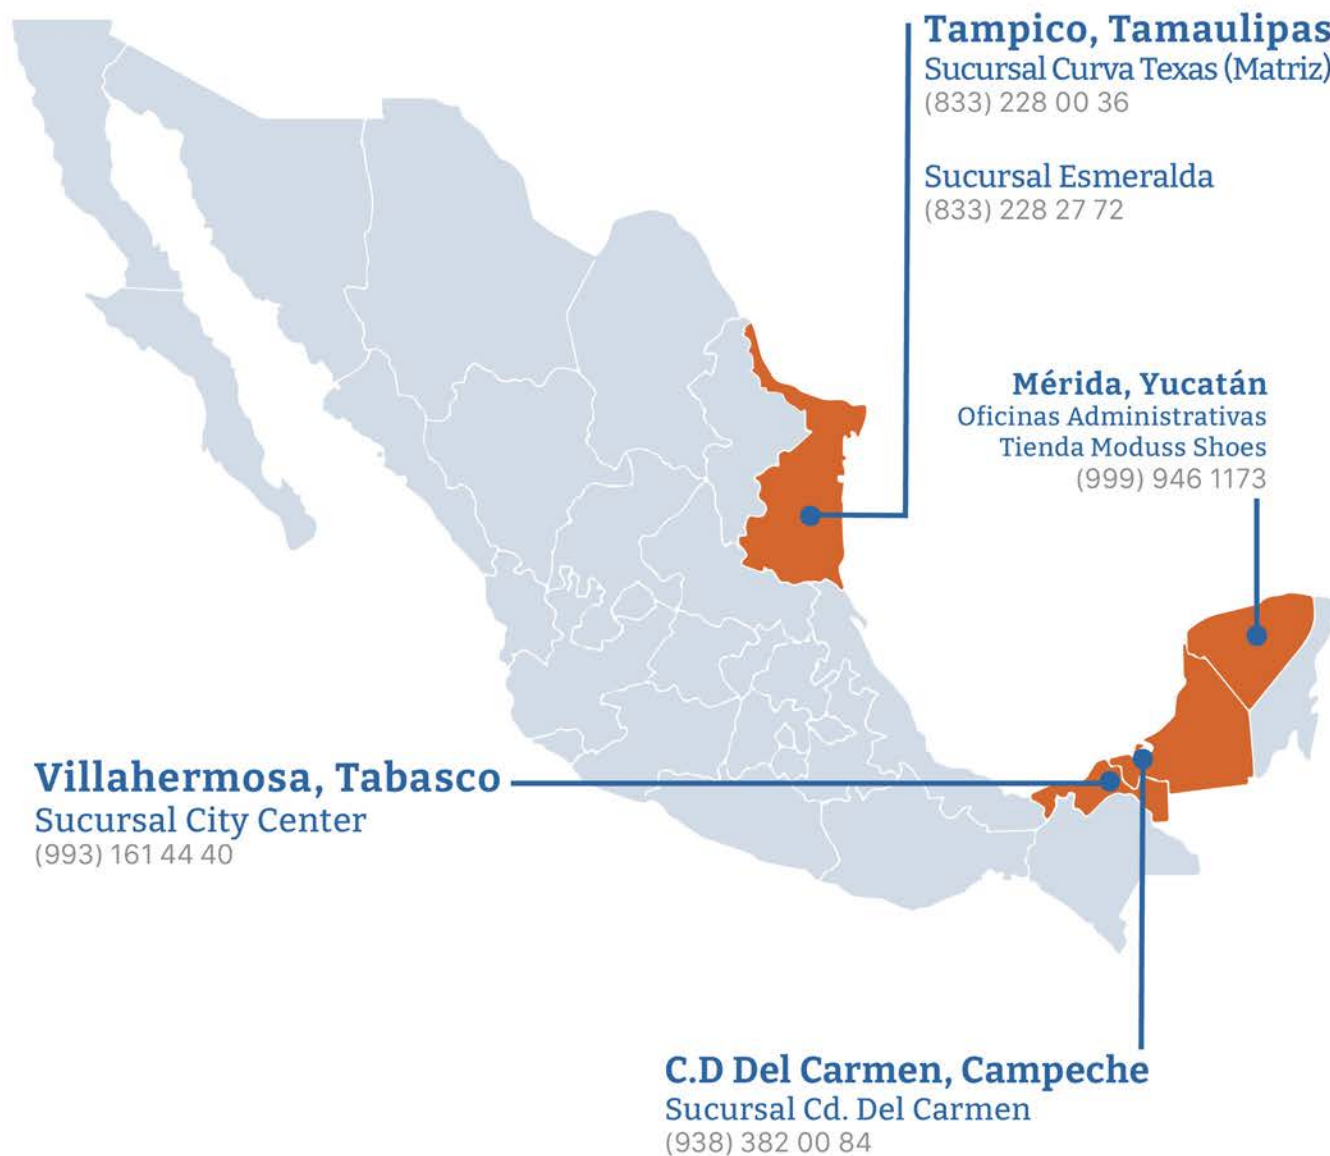 Tampico, Tamaulipas
Sucursal Curva Texas (Matriz)
(833) 228 00 36
Sucursal Esmeralda
(833) 228 27 72
Mérida, Yucatán
Oficinas Administrativas
Tienda Moduss Shoes
(999) 946 1173
Villahermosa, Tabasco
Sucursal City Center
(993) 161 44 40
C.D Del Carmen, Campeche
Sucursal Cd. Del Carmen
(938) 382 00 84